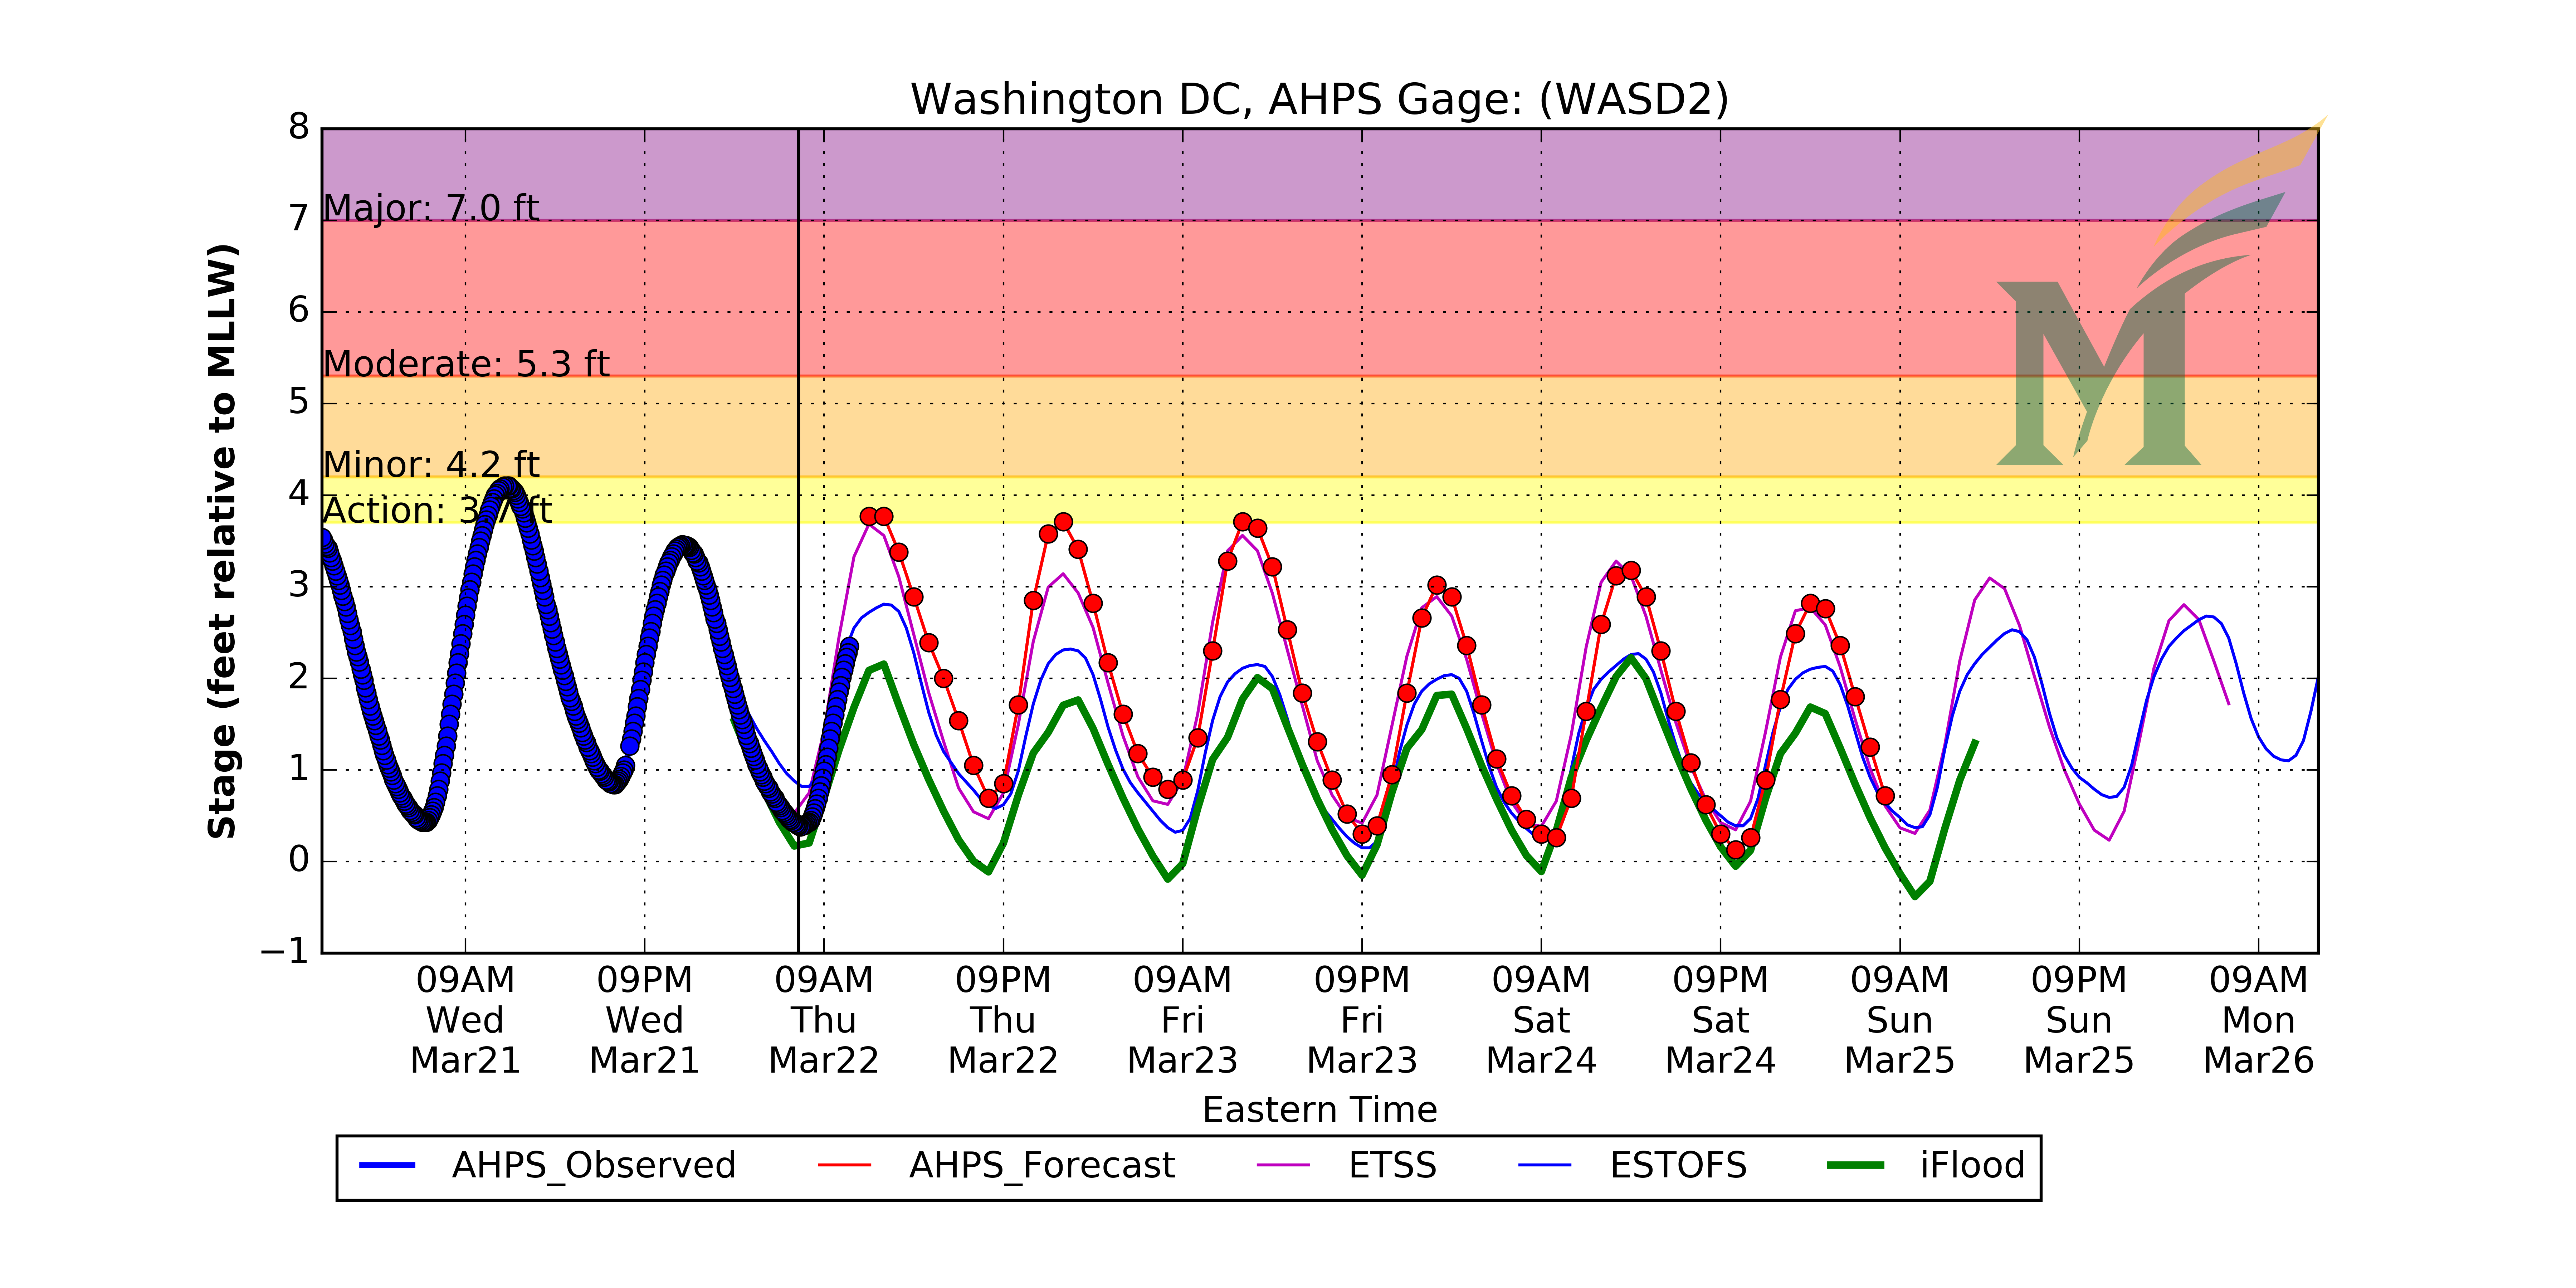 Washington DC, AHPS Gage: (WASD2)
Stage (feet relative to MLLW)
8
7
6
5
4
3
2
1
0
−1
Major: 7.0 ft
Moderate: 5.3 ft
Minor: 4.2 ft
Action: 3.7 ft
M
09AM 09PM 09AM 09PM 09AM 09PM 09AM 09PM 09AM 09PM 09AM
Wed Wed Thu Thu Fri Fri Sat Sat Sun Sun Mon
Mar21 Mar21 Mar22 Mar22 Mar23 Mar23 Mar24 Mar24 Mar25 Mar25 Mar26
Eastern Time
AHPS_Observed AHPS_Forecast ETSS ESTOFS iFlood